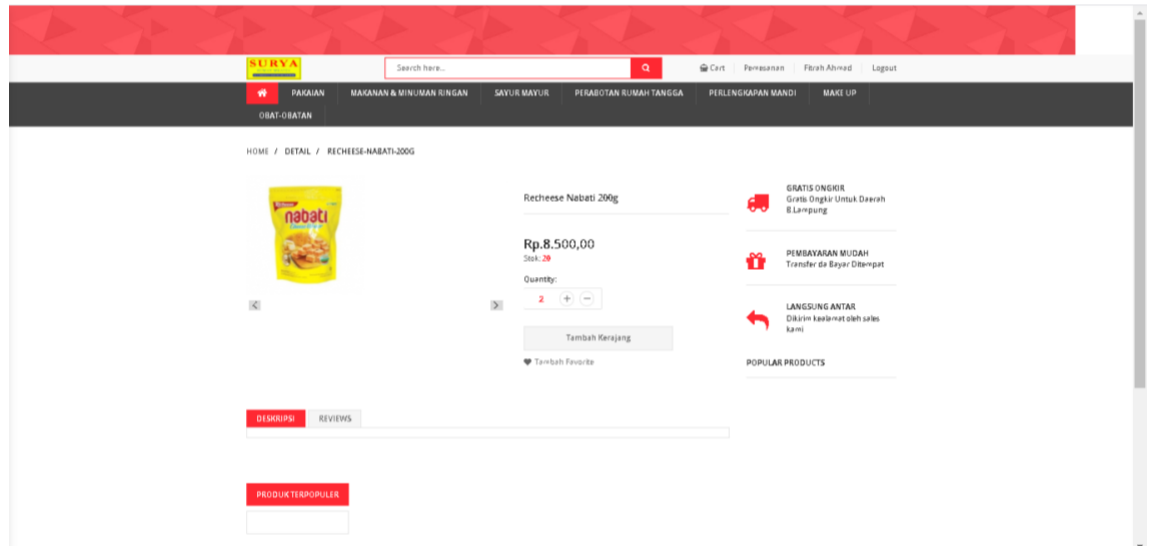 SURYA
Search here...
Cart
Pemesanan
Fitrah Ahmad
Logout
PAKAIAN
MAKANAN & MINUMAN RINGAN
SAYUR MAYUR
PERABOTAN RUMAH TANGGA
PERLENGKAPAN MANDI
MAKE UP
OBAT-OBATAN
HOME / DETAIL / RECHEESE-NABATI-200G
nabati
Recheese Nabati 200g
Rp.8.500,00
Stok: 20
Quantity:
2
Tambah Kerajang
Tambah Favorite
GRATIS ONGKIR
Gratis Ongkir Untuk Daerah
B.Lampung
PEMBAYARAN MUDAH
Transfer da Bayar Ditempat
LANGSUNG ANTAR
Dikirim kealamat oleh sales
kami
POPULAR PRODUCTS
DESKRIPSI
REVIEWS
PRODUK TERPOPULER